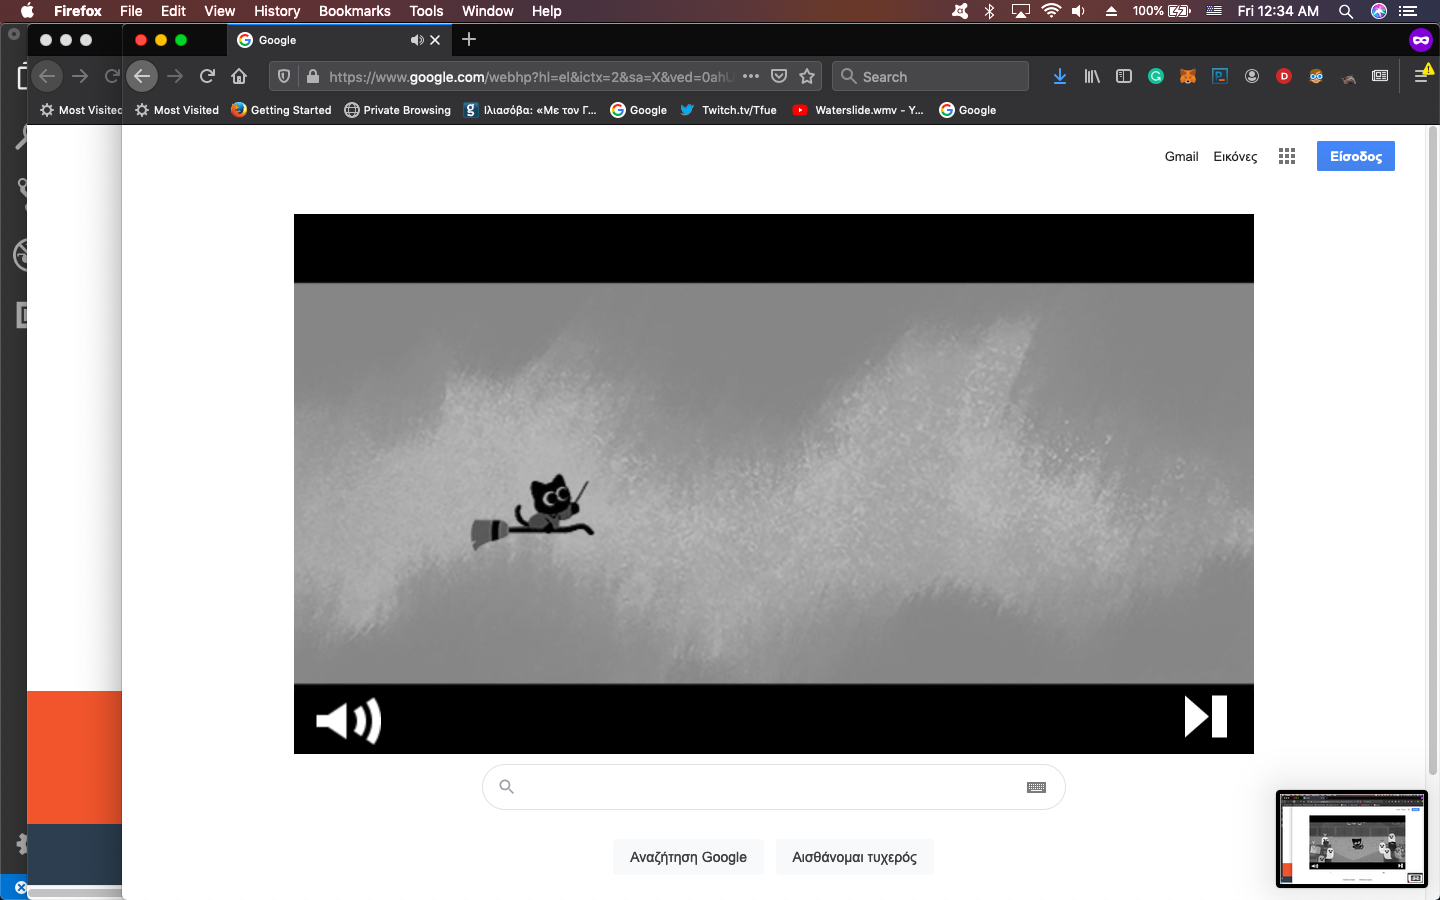 Firefox File Edit View History Bookmarks Tools Window Help 100% Fri 12:34 AM
Google
https://www.google.com/webhp?hl=el&ictx=2&sa=X&ved=0ahU Search
Most Visited Most Visited Getting Started Private Browsing Ιλιασόβα: «Με τον Γ... Google Twitch.tv/Tfue Waterslide.wmv - Y... Google
Gmail Εικόνες Είσοδος
Αναζήτηση Google Αισθάνομαι τυχερός